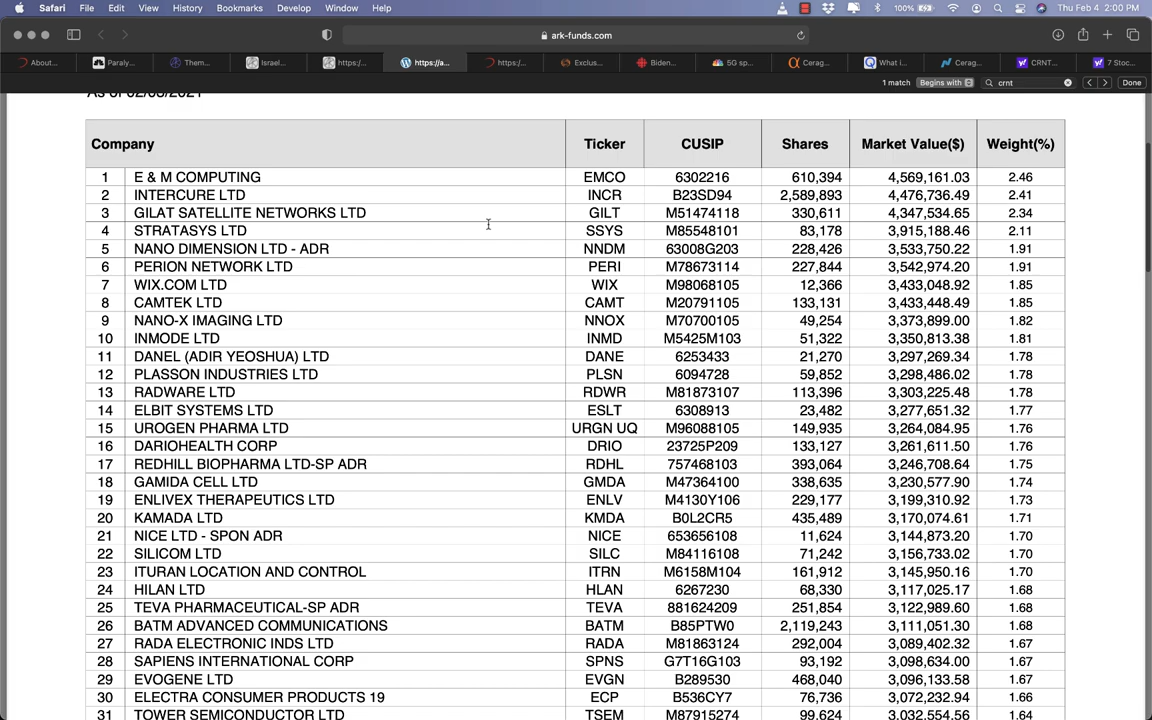 Safari File Edit View History Bookmarks Develop Window Help 100% Thu Feb 4 2:00 PM
ark-funds.com
About... Paraly... Them... Israel... https:/... https://a... https:/... Exclus... Biden... 5G sp... Cerag... What i... Cerag... CRNT... 7 Stoc...
1 match Begins with crnt Done
As of 02/03/2021
Company Ticker CUSIP Shares Market Value($) Weight(%)
1 E & M COMPUTING EMCO 6302216 610,394 4,569,161.03 2.46
2 INTERCURE LTD INCR B23SD94 2,589,893 4,476,736.49 2.41
3 GILAT SATELLITE NETWORKS LTD GILT M51474118 330,611 4,347,534.65 2.34
4 STRATASYS LTD SSYS M85548101 83,178 3,915,188.46 2.11
5 NANO DIMENSION LTD - ADR NNDM 63008G203 228,426 3,533,750.22 1.91
6 PERION NETWORK LTD PERI M78673114 227,844 3,542,974.20 1.91
7 WIX.COM LTD WIX M98068105 12,366 3,433,048.92 1.85
8 CAMTEK LTD CAMT M20791105 133,131 3,433,448.49 1.85
9 NANO-X IMAGING LTD NNOX M70700105 49,254 3,373,899.00 1.82
10 INMODE LTD INMD M5425M103 51,322 3,350,813.38 1.81
11 DANEL (ADIR YEOSHUA) LTD DANE 6253433 21,270 3,297,269.34 1.78
12 PLASSON INDUSTRIES LTD PLSN 6094728 59,852 3,298,486.02 1.78
13 RADWARE LTD RDWR M81873107 113,396 3,303,225.48 1.78
14 ELBIT SYSTEMS LTD ESLT 6308913 23,482 3,277,651.32 1.77
15 UROGEN PHARMA LTD URGN UQ M96088105 149,935 3,264,084.95 1.76
16 DARIOHEALTH CORP DRIO 23725P209 133,127 3,261,611.50 1.76
17 REDHILL BIOPHARMA LTD-SP ADR RDHL 757468103 393,064 3,246,708.64 1.75
18 GAMIDA CELL LTD GMDA M47364100 338,635 3,230,577.90 1.74
19 ENLIVEX THERAPEUTICS LTD ENLV M4130Y106 229,177 3,199,310.92 1.73
20 KAMADA LTD KMDA B0L2CR5 435,489 3,170,074.61 1.71
21 NICE LTD - SPON ADR NICE 653656108 11,624 3,144,873.20 1.70
22 SILICOM LTD SILC M84116108 71,242 3,156,733.02 1.70
23 ITURAN LOCATION AND CONTROL ITRN M6158M104 161,912 3,145,950.16 1.70
24 HILAN LTD HLAN 6267230 68,330 3,117,025.17 1.68
25 TEVA PHARMACEUTICAL-SP ADR TEVA 881624209 251,854 3,122,989.60 1.68
26 BATM ADVANCED COMMUNICATIONS BATM B85PTW0 2,119,243 3,111,051.30 1.68
27 RADA ELECTRONIC INDS LTD RADA M81863124 292,004 3,089,402.32 1.67
28 SAPIENS INTERNATIONAL CORP SPNS G7T16G103 93,192 3,098,634.00 1.67
29 EVOGENE LTD EVGN B289530 468,040 3,096,133.58 1.67
30 ELECTRA CONSUMER PRODUCTS 19 ECP B536CY7 76,736 3,072,232.94 1.66
31 TOWER SEMICONDUCTOR LTD TSEM M87915274 99,624 3,032,554.56 1.64